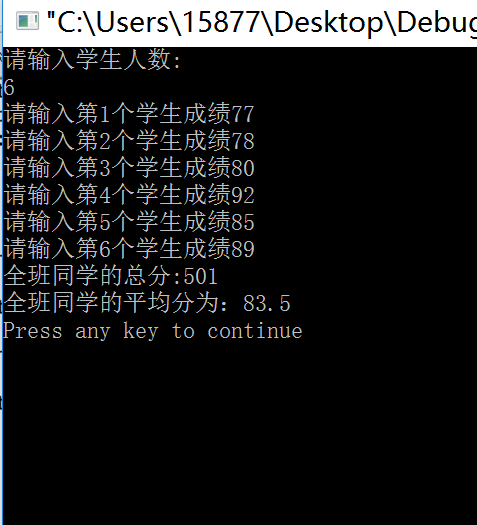 "C:\Users\15877\Desktop\Debug
请输入学生人数:
6
请输入第1个学生成绩77
请输入第2个学生成绩78
请输入第3个学生成绩80
请输入第4个学生成绩92
请输入第5个学生成绩85
请输入第6个学生成绩89
全班同学的总分:501
全班同学的平均分为：83.5
Press any key to continue